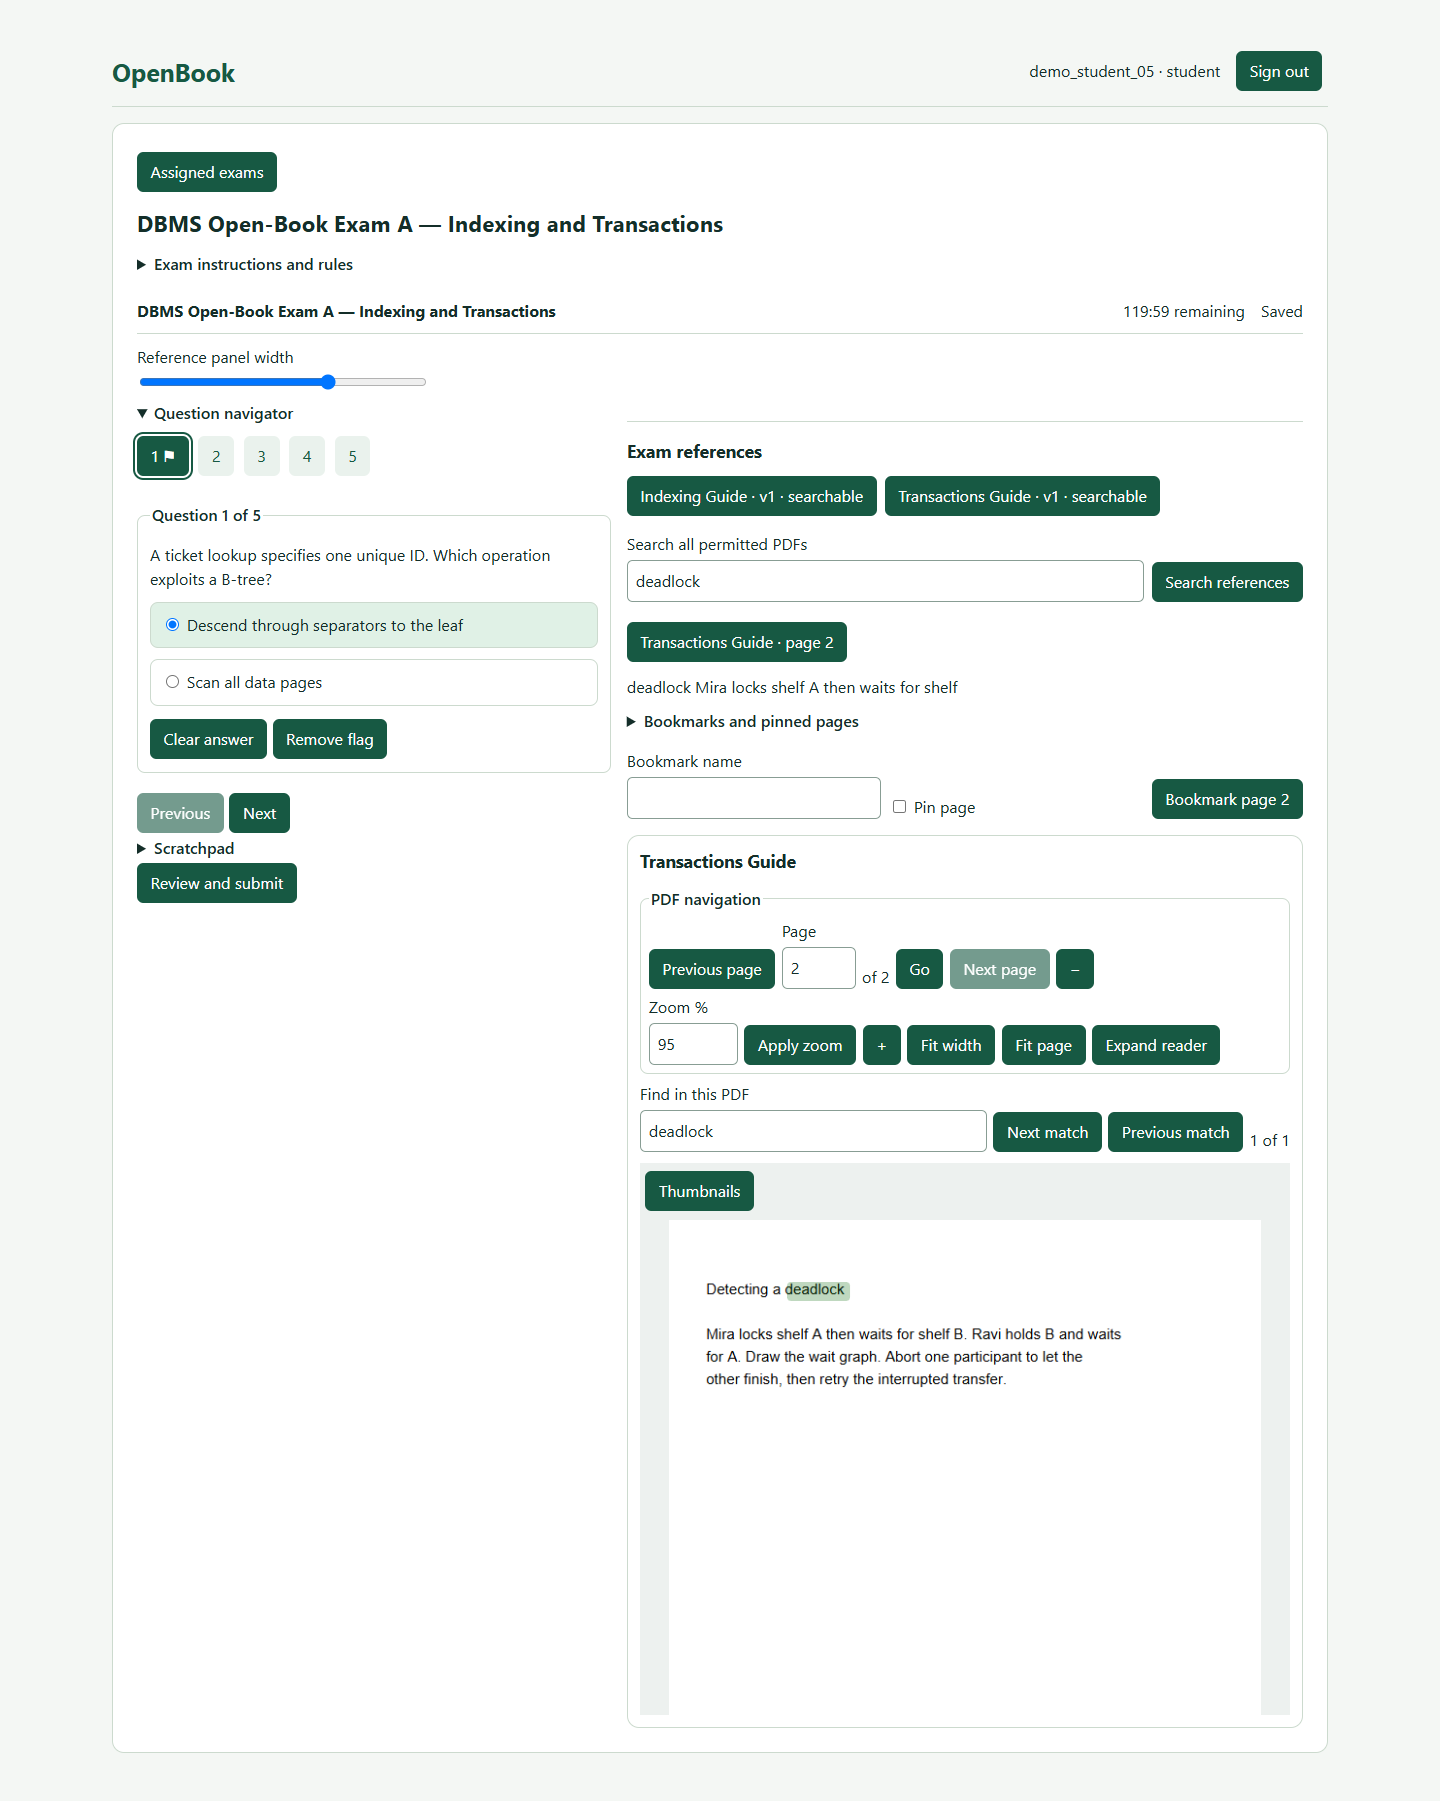 OpenBook
demo_student_05 · student
Sign out
Assigned exams
DBMS Open-Book Exam A — Indexing and Transactions
Exam instructions and rules
DBMS Open-Book Exam A — Indexing and Transactions
119:59 remaining
Saved
Reference panel width
Question navigator
1 ⚑
2
3
4
5
Question 1 of 5
A ticket lookup specifies one unique ID. Which operation
exploits a B-tree?
Descend through separators to the leaf
Scan all data pages
Clear answer
Remove flag
Previous
Next
Scratchpad
Review and submit
Exam references
Indexing Guide · v1 · searchable
Transactions Guide · v1 · searchable
Search all permitted PDFs
deadlock
Search references
Transactions Guide · page 2
deadlock Mira locks shelf A then waits for shelf
Bookmarks and pinned pages
Bookmark name
Pin page
Bookmark page 2
Transactions Guide
PDF navigation
Page
Previous page
2
of 2
Go
Next page
−
Zoom %
95
Apply zoom
+
Fit width
Fit page
Expand reader
Find in this PDF
deadlock
Next match
Previous match
1 of 1
Thumbnails
Detecting a deadlock
Mira locks shelf A then waits for shelf B. Ravi holds B and waits
for A. Draw the wait graph. Abort one participant to let the
other finish, then retry the interrupted transfer.